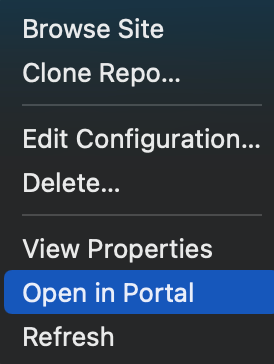 Browse Site
Clone Repo...
Edit Configuration...
Delete...
View Properties
Open in Portal
Refresh